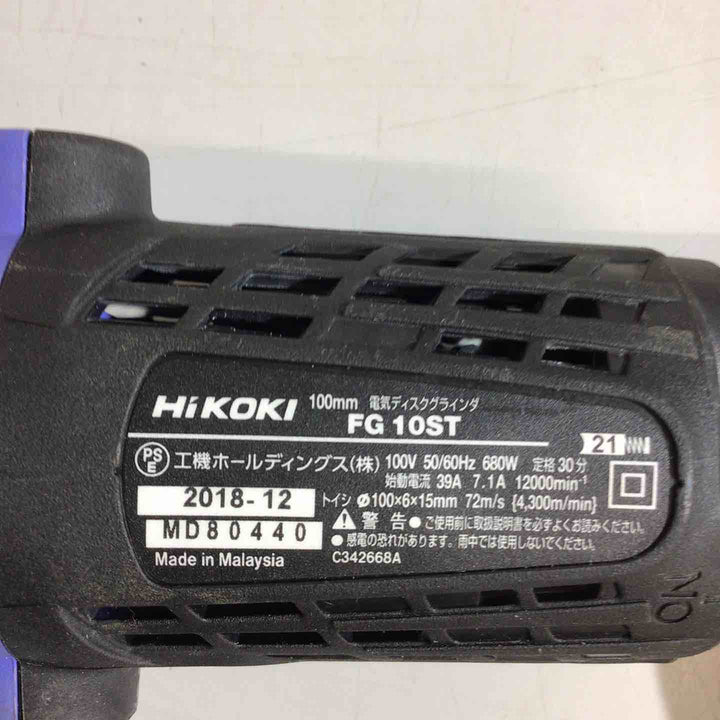 HiKOKI 100mm 電気ディスクグラインダ
FG 10ST
21
PS E 工機ホールディングス(株) 100V 50/60Hz 680W 定格30分
始動電流 39A 7.1A 12000min⁻¹
2018-12 トイシ Ø100×6×15mm 72m/s {4,300m/min}
MD80440 警告 ●ご使用前に取扱説明書を必ずよくお読みください。
●感電の恐れがあります。雨中では使用しないでください。
Made in Malaysia C342668A
ON